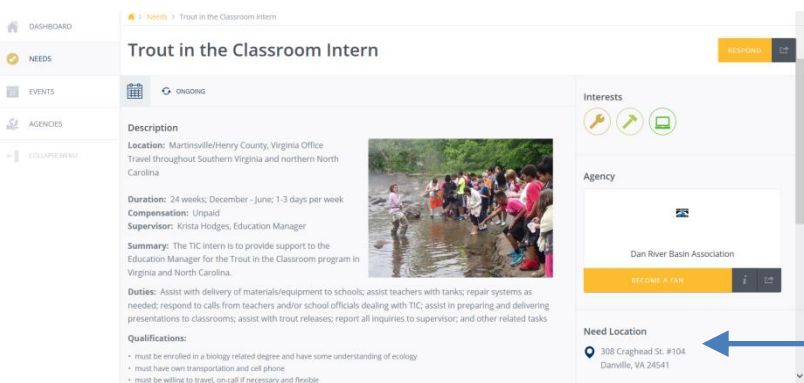 DASHBOARD
NEEDS
EVENTS
AGENCIES
COLLAPSE MENU
> Needs > Trout in the Classroom Intern
Trout in the Classroom Intern
RESPOND
ONGOING
Description
Location: Martinsville/Henry County, Virginia Office
Travel throughout Southern Virginia and northern North
Carolina
Duration: 24 weeks; December - June; 1-3 days per week
Compensation: Unpaid
Supervisor: Krista Hodges, Education Manager
Summary: The TIC intern is to provide support to the
Education Manager for the Trout in the Classroom program in
Virginia and North Carolina.
Duties: Assist with delivery of materials/equipment to schools; assist teachers with tanks; repair systems as
needed; respond to calls from teachers and/or school officials dealing with TIC; assist in preparing and delivering
presentations to classrooms; assist with trout releases; report all inquiries to supervisor; and other related tasks
Qualifications:
• must be enrolled in a biology related degree and have some understanding of ecology
• must have own transportation and cell phone
• must be willing to travel, on-call if necessary and flexible
Interests
Agency
Dan River Basin Association
BECOME A FAN
i
Need Location
308 Craghead St. #104
Danville, VA 24541